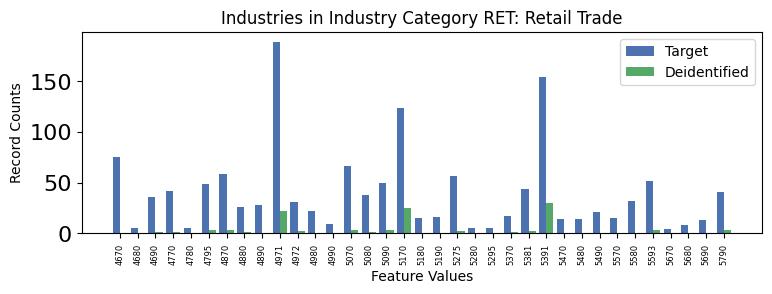 Industries in Industry Category RET: Retail Trade
Target
Deidentified
Record Counts
150
100
50
0
4670 4680 4690 4770 4780 4795 4870 4880 4890 4971 4972 4980 4990 5070 5080 5090 5170 5180 5190 5275 5280 5295 5370 5381 5391 5470 5480 5490 5570 5580 5593 5670 5680 5690 5790
Feature Values